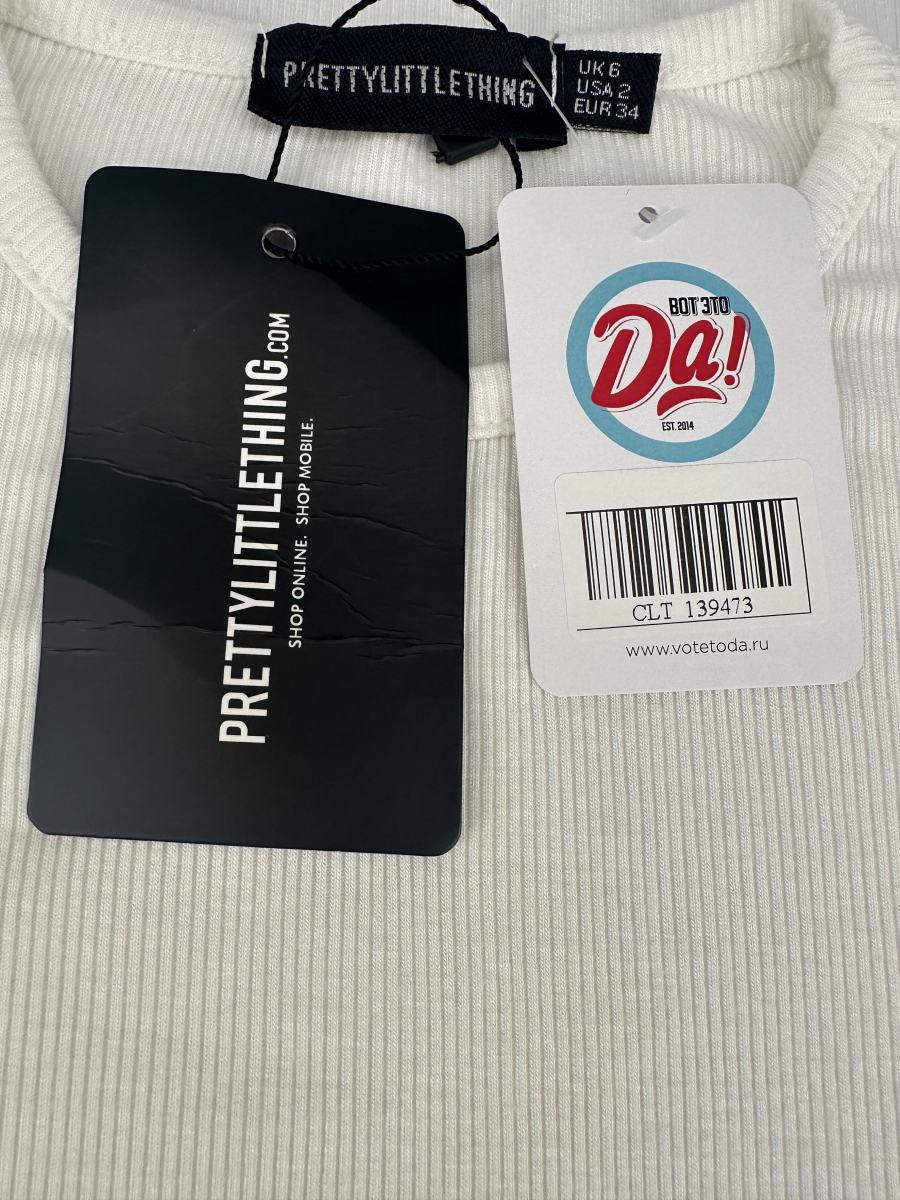 PRETTYLITTLETHING
UK 6
USA 2
EUR 34
PRETTYLITTLETHING.COM
SHOP ONLINE. SHOP MOBILE.
ВОТ ЭТО
Da!
EST. 2014
CLT 139473
www.votetoda.ru